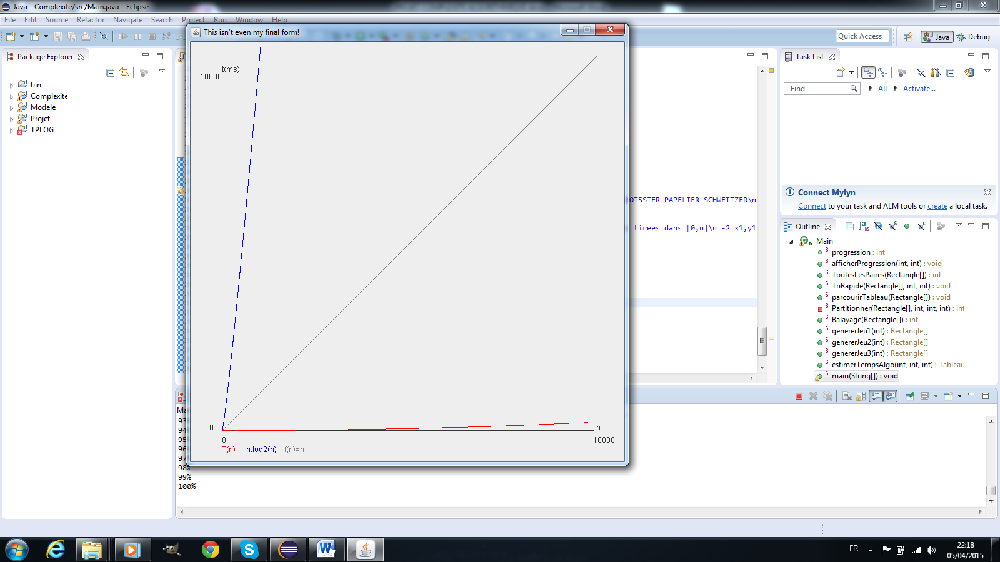 Java - Complexite/src/Main.java - Eclipse
File Edit Source Refactor Navigate Search Project Run Window Help
Quick Access
Java
Debug
Package Explorer
bin
Complexite
Modele
Projet
TPLOG
This isn't even my final form!
t(ms)
10000
0
n
0
10000
T(n) n.log2(n) f(n)=n
OISSIER-PAPELIER-SCHWEITZER\n
tirees dans [0,n]\n -2 x1,y1
Task List
Find
All
Activate...
Connect Mylyn
Connect to your task and ALM tools or create a local task.
Outline
Main
progression : int
afficherProgression(int, int) : void
ToutesLesPaires(Rectangle[]) : int
TriRapide(Rectangle[], int, int) : void
parcourirTableau(Rectangle[]) : void
Partitionner(Rectangle[], int, int, int) : int
Balayage(Rectangle[]) : int
genererJeu1(int) : Rectangle[]
genererJeu2(int) : Rectangle[]
genererJeu3(int) : Rectangle[]
estimerTempsAlgo(int, int, int) : Tableau
main(String[]) : void
Ma
93
94
95
96
97
98%
99%
100%
FR
22:18
05/04/2015